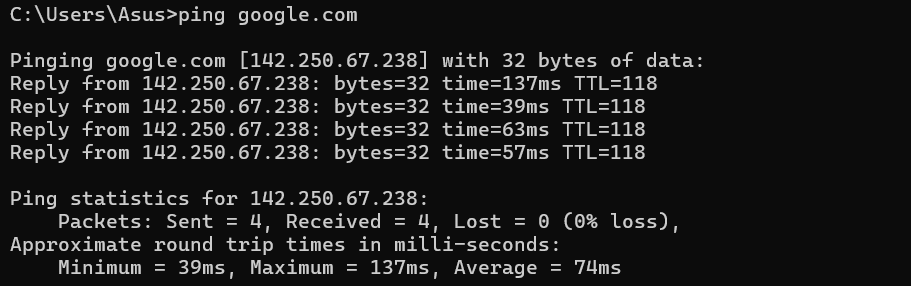 C:\Users\Asus>ping google.com

Pinging google.com [142.250.67.238] with 32 bytes of data:
Reply from 142.250.67.238: bytes=32 time=137ms TTL=118
Reply from 142.250.67.238: bytes=32 time=39ms TTL=118
Reply from 142.250.67.238: bytes=32 time=63ms TTL=118
Reply from 142.250.67.238: bytes=32 time=57ms TTL=118

Ping statistics for 142.250.67.238:
    Packets: Sent = 4, Received = 4, Lost = 0 (0% loss),
Approximate round trip times in milli-seconds:
    Minimum = 39ms, Maximum = 137ms, Average = 74ms